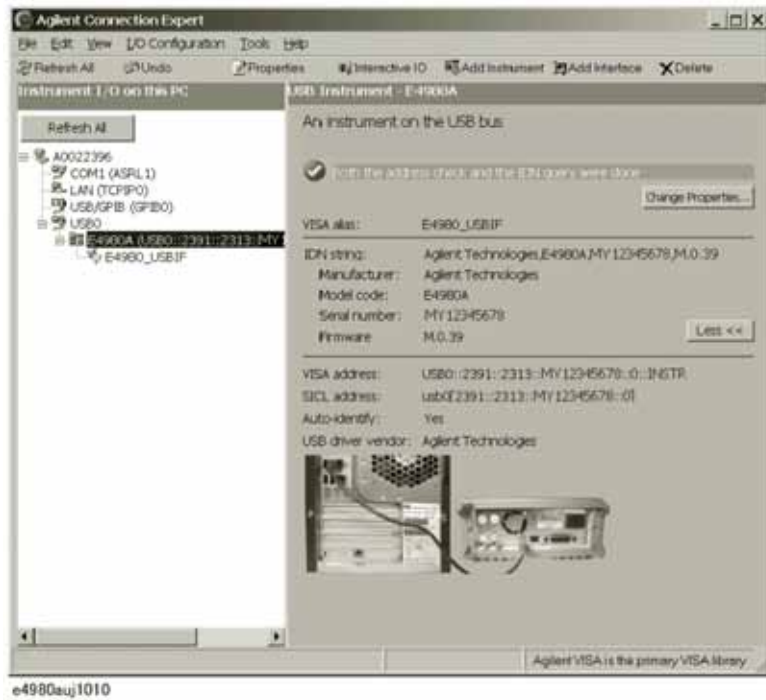 Agilent Connection Expert
File Edit View I/O Configuration Tools Help
Refresh All Undo Properties Interactive IO Add Instrument Add Interface Delete
Instrument I/O on this PC
USB Instrument - E4980A
Refresh All
A0022396
COM1 (ASRL1)
LAN (TCPIP0)
USB/GPIB (GPIB0)
USB0
E4980A (USB0::2391::2313::MY1
E4980_USBIF
An instrument on the USB bus
Both the address check and the IDN query were done
Change Properties...
VISA alias: E4980_USBIF
IDN string: Agilent Technologies,E4980A,MY12345678,M.0.39
Manufacturer: Agilent Technologies
Model code: E4980A
Serial number: MY12345678
Firmware M.0.39
Less <<
VISA address: USB0::2391::2313::MY12345678::0::INSTR
SICL address: usb0[2391::2313::MY12345678::0]
Auto-identify: Yes
USB driver vendor: Agilent Technologies
Agilent VISA is the primary VISA library
e4980auj1010